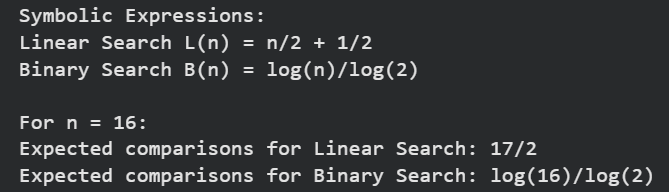 Symbolic Expressions:
Linear Search L(n) = n/2 + 1/2
Binary Search B(n) = log(n)/log(2)
For n = 16:
Expected comparisons for Linear Search: 17/2
Expected comparisons for Binary Search: log(16)/log(2)